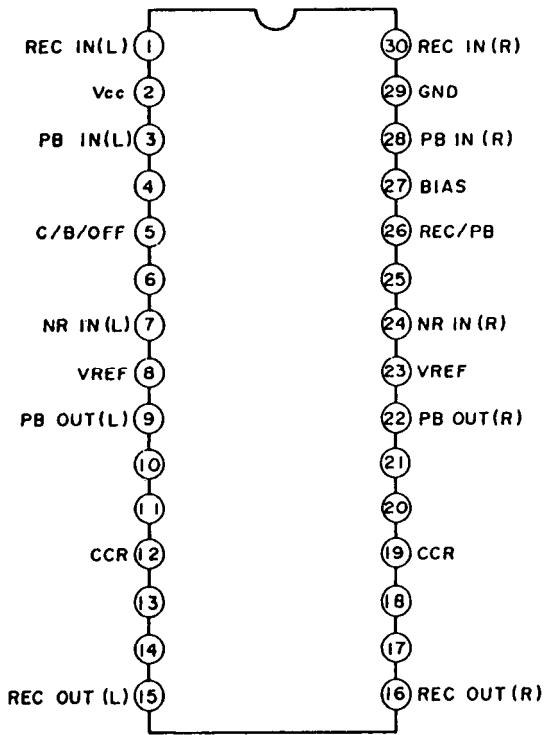 REC IN(L) 1 30 REC IN(R)
Vcc 2 29 GND
PB IN(L) 3 28 PB IN(R)
4 27 BIAS
C/B/OFF 5 26 REC/PB
6 25
NR IN(L) 7 24 NR IN(R)
VREF 8 23 VREF
PB OUT(L) 9 22 PB OUT(R)
10 21
11 20
CCR 12 19 CCR
13 18
14 17
REC OUT(L) 15 16 REC OUT(R)